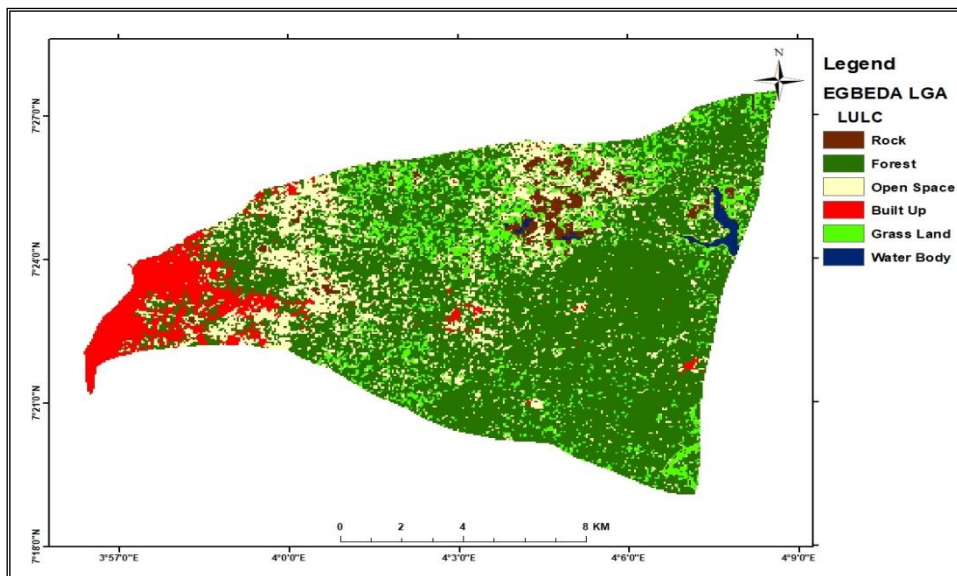 N
Legend
EGBEDA LGA
LULC
Rock
Forest
Open Space
Built Up
Grass Land
Water Body
7°27'0"N
7°24'0"N
7°21'0"N
7°18'0"N
0 2 4 8 KM
3°57'0"E 4°0'0"E 4°3'0"E 4°6'0"E 4°9'0"E